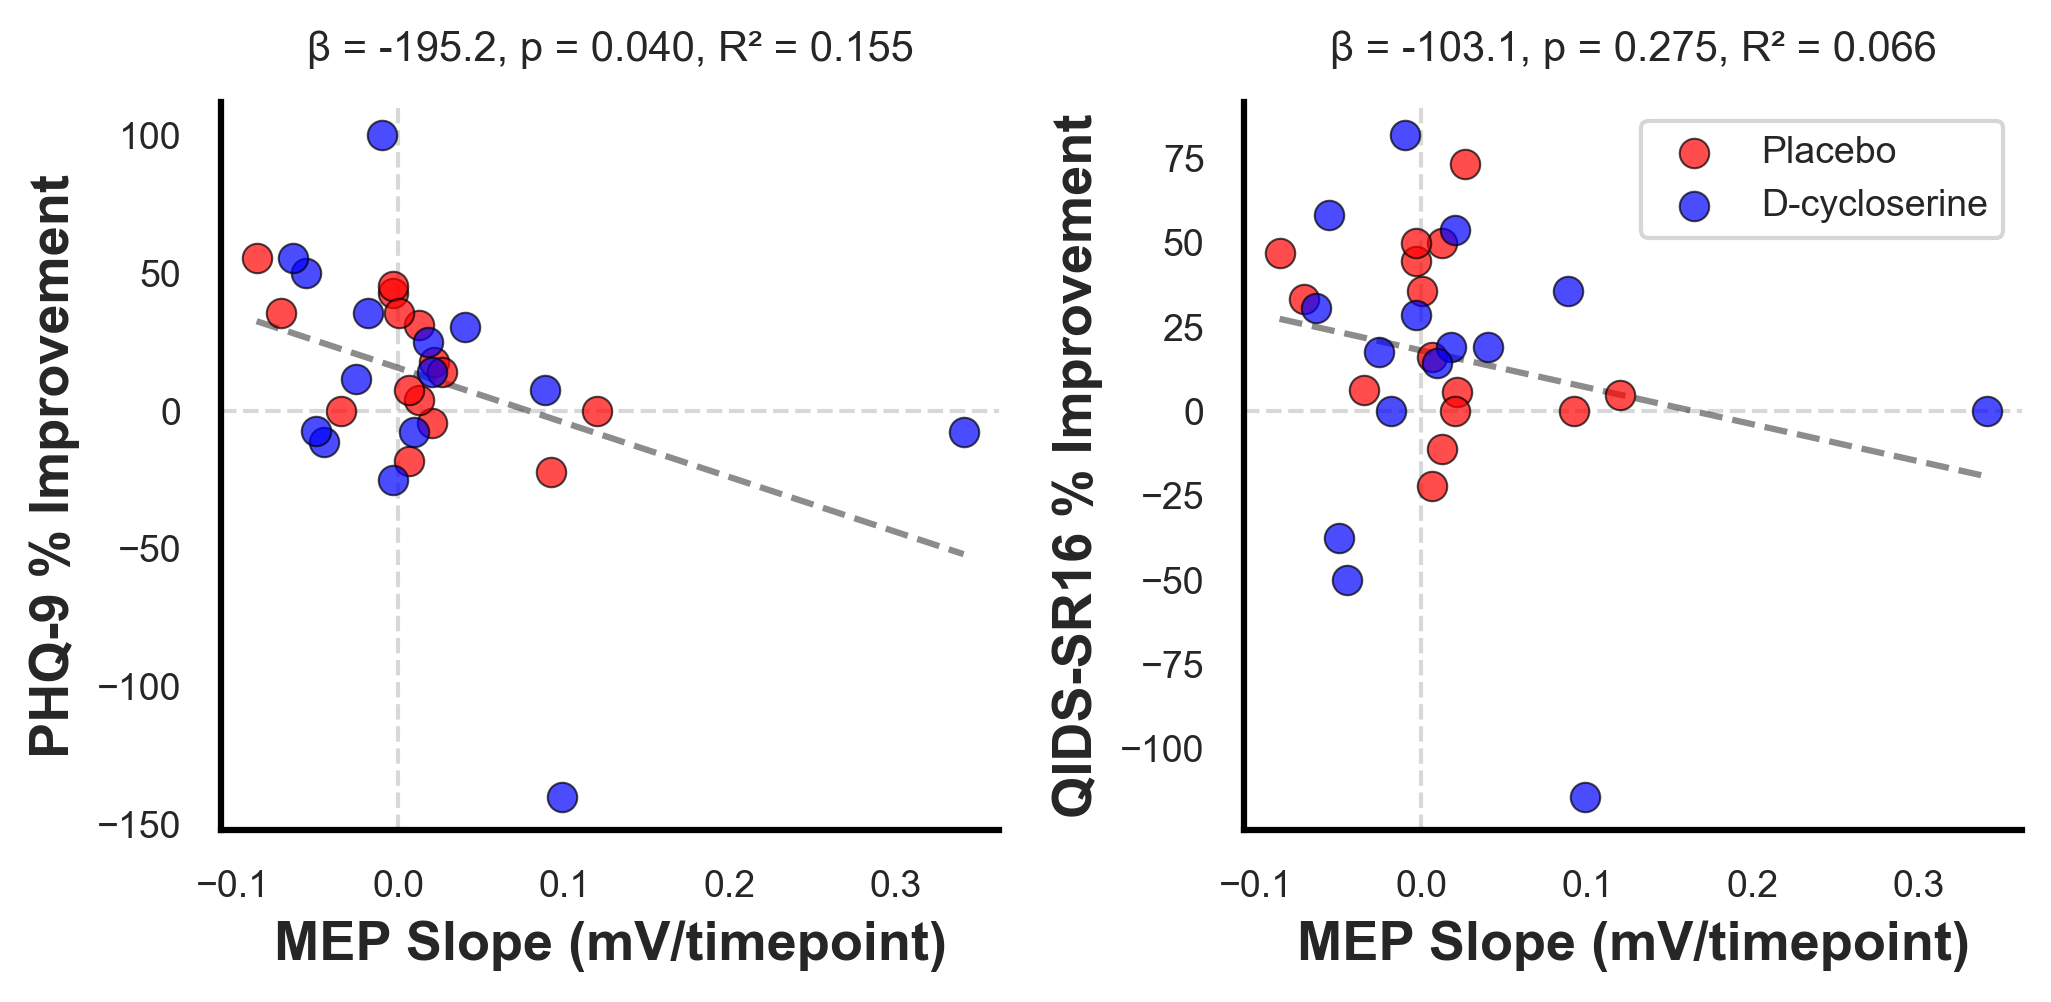 β = -195.2, p = 0.040, R² = 0.155
PHQ-9 % Improvement
100
50
0
−50
−100
−150
−0.1 0.0 0.1 0.2 0.3
MEP Slope (mV/timepoint)
β = -103.1, p = 0.275, R² = 0.066
QIDS-SR16 % Improvement
75
50
25
0
−25
−50
−75
−100
Placebo
D-cycloserine
−0.1 0.0 0.1 0.2 0.3
MEP Slope (mV/timepoint)